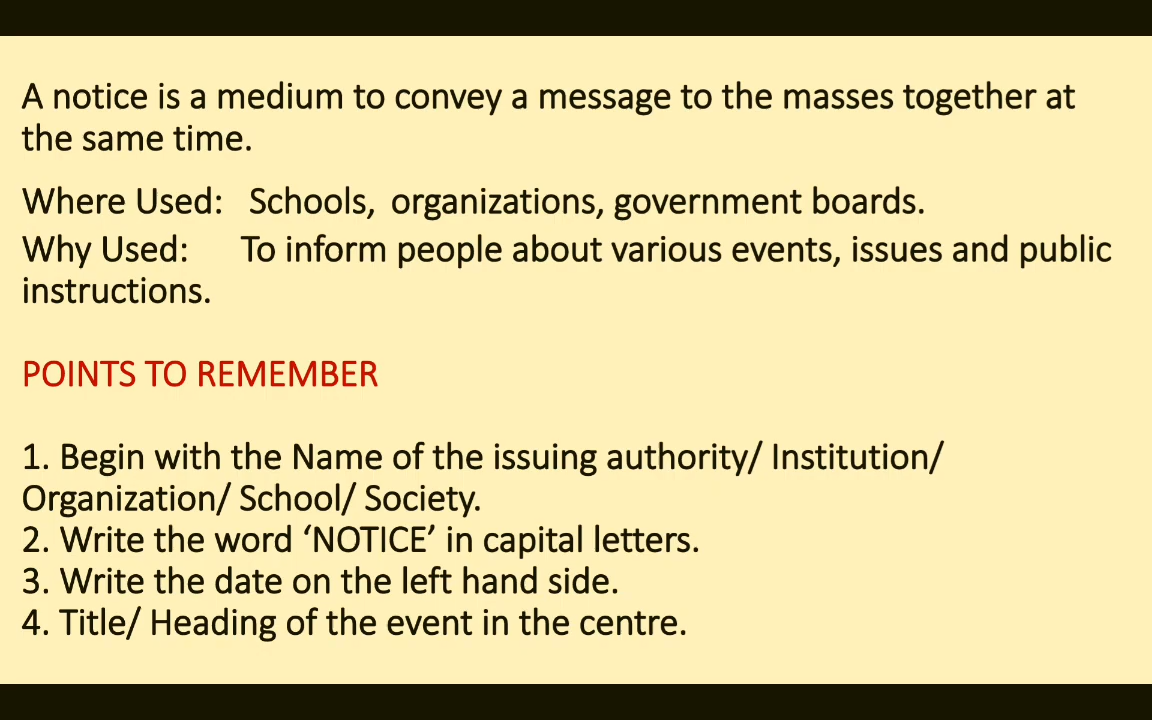 A notice is a medium to convey a message to the masses together at
the same time.
Where Used: Schools, organizations, government boards.
Why Used: To inform people about various events, issues and public
instructions.
POINTS TO REMEMBER
1. Begin with the Name of the issuing authority/ Institution/
Organization/ School/ Society.
2. Write the word ‘NOTICE’ in capital letters.
3. Write the date on the left hand side.
4. Title/ Heading of the event in the centre.